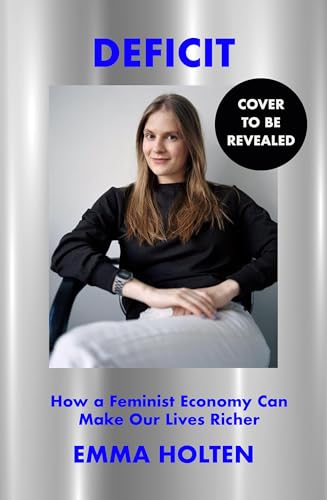 DEFICIT
COVER
TO BE
REVEALED
How a Feminist Economy Can
Make Our Lives Richer
EMMA HOLTEN